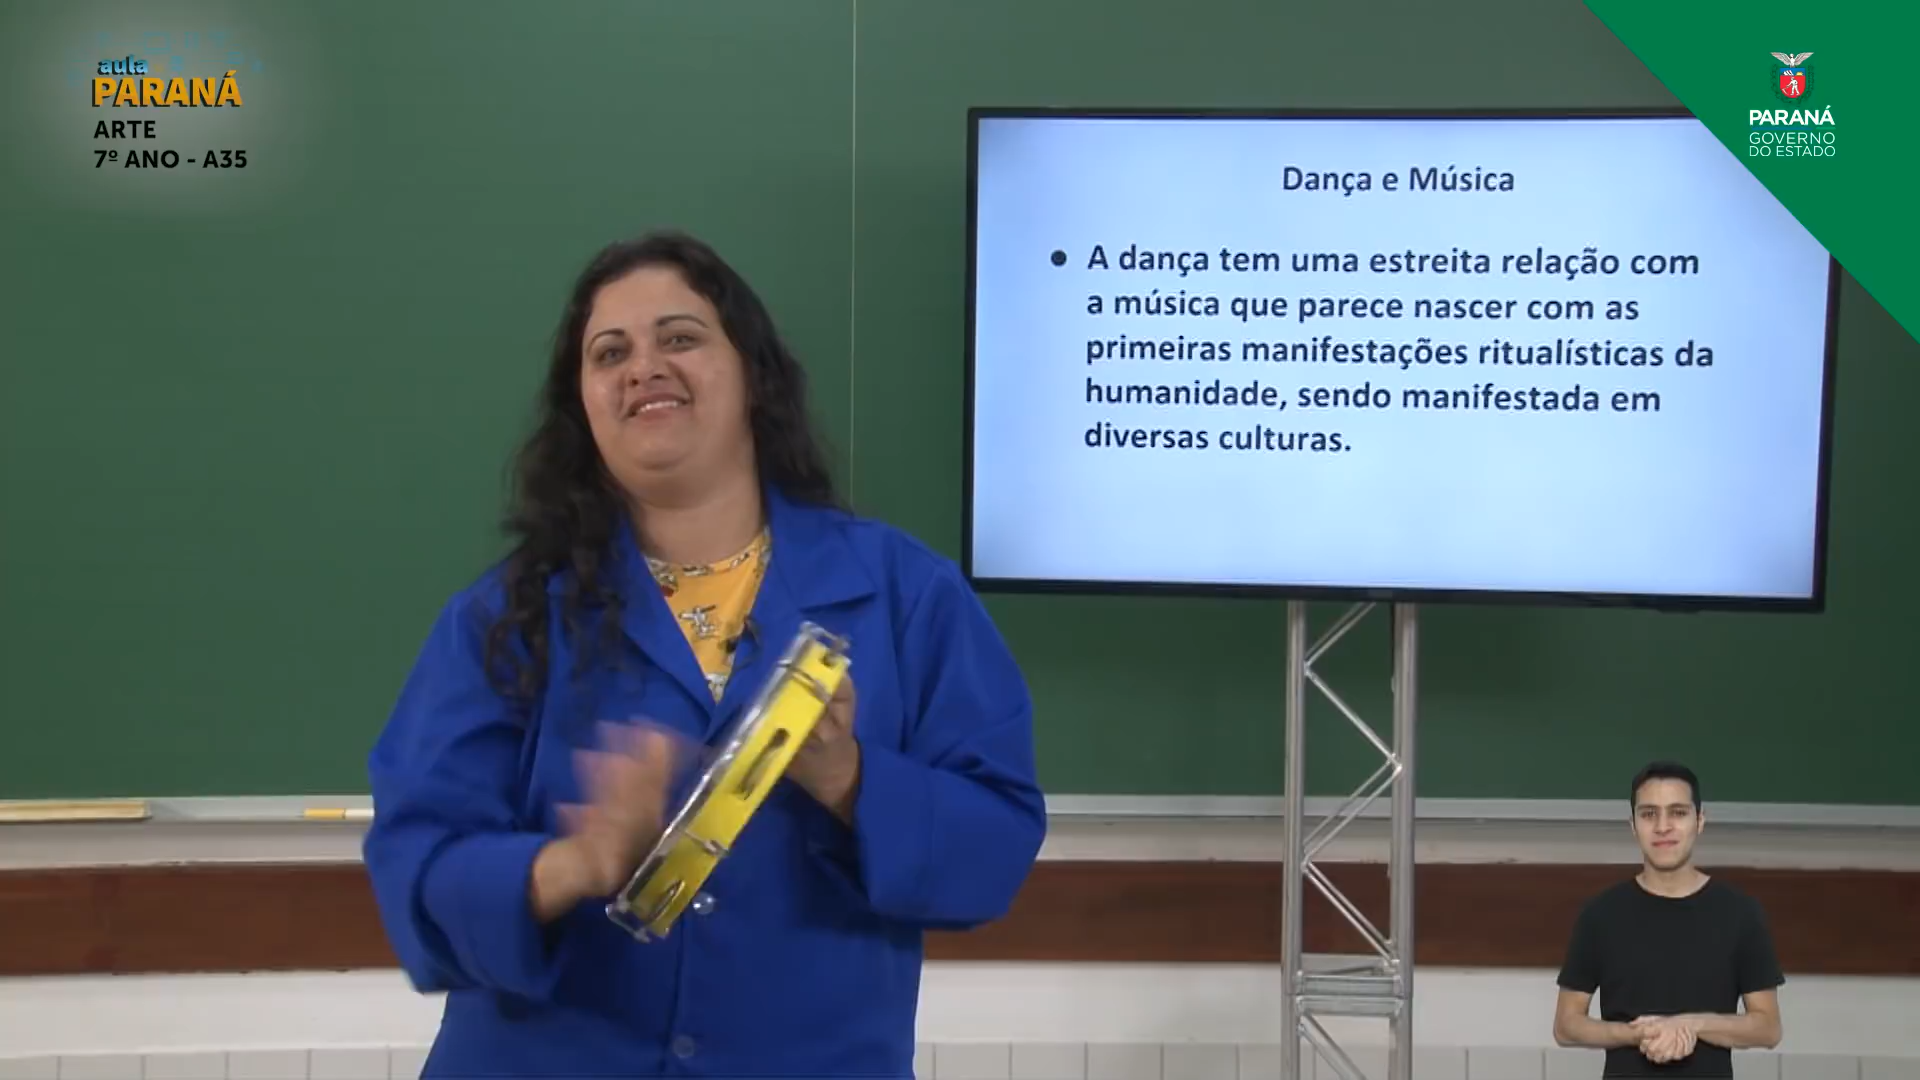 aula
PARANÁ
ARTE
7º ANO - A35
PARANÁ
GOVERNO
DO ESTADO
Dança e Música
• A dança tem uma estreita relação com
a música que parece nascer com as
primeiras manifestações ritualísticas da
humanidade, sendo manifestada em
diversas culturas.